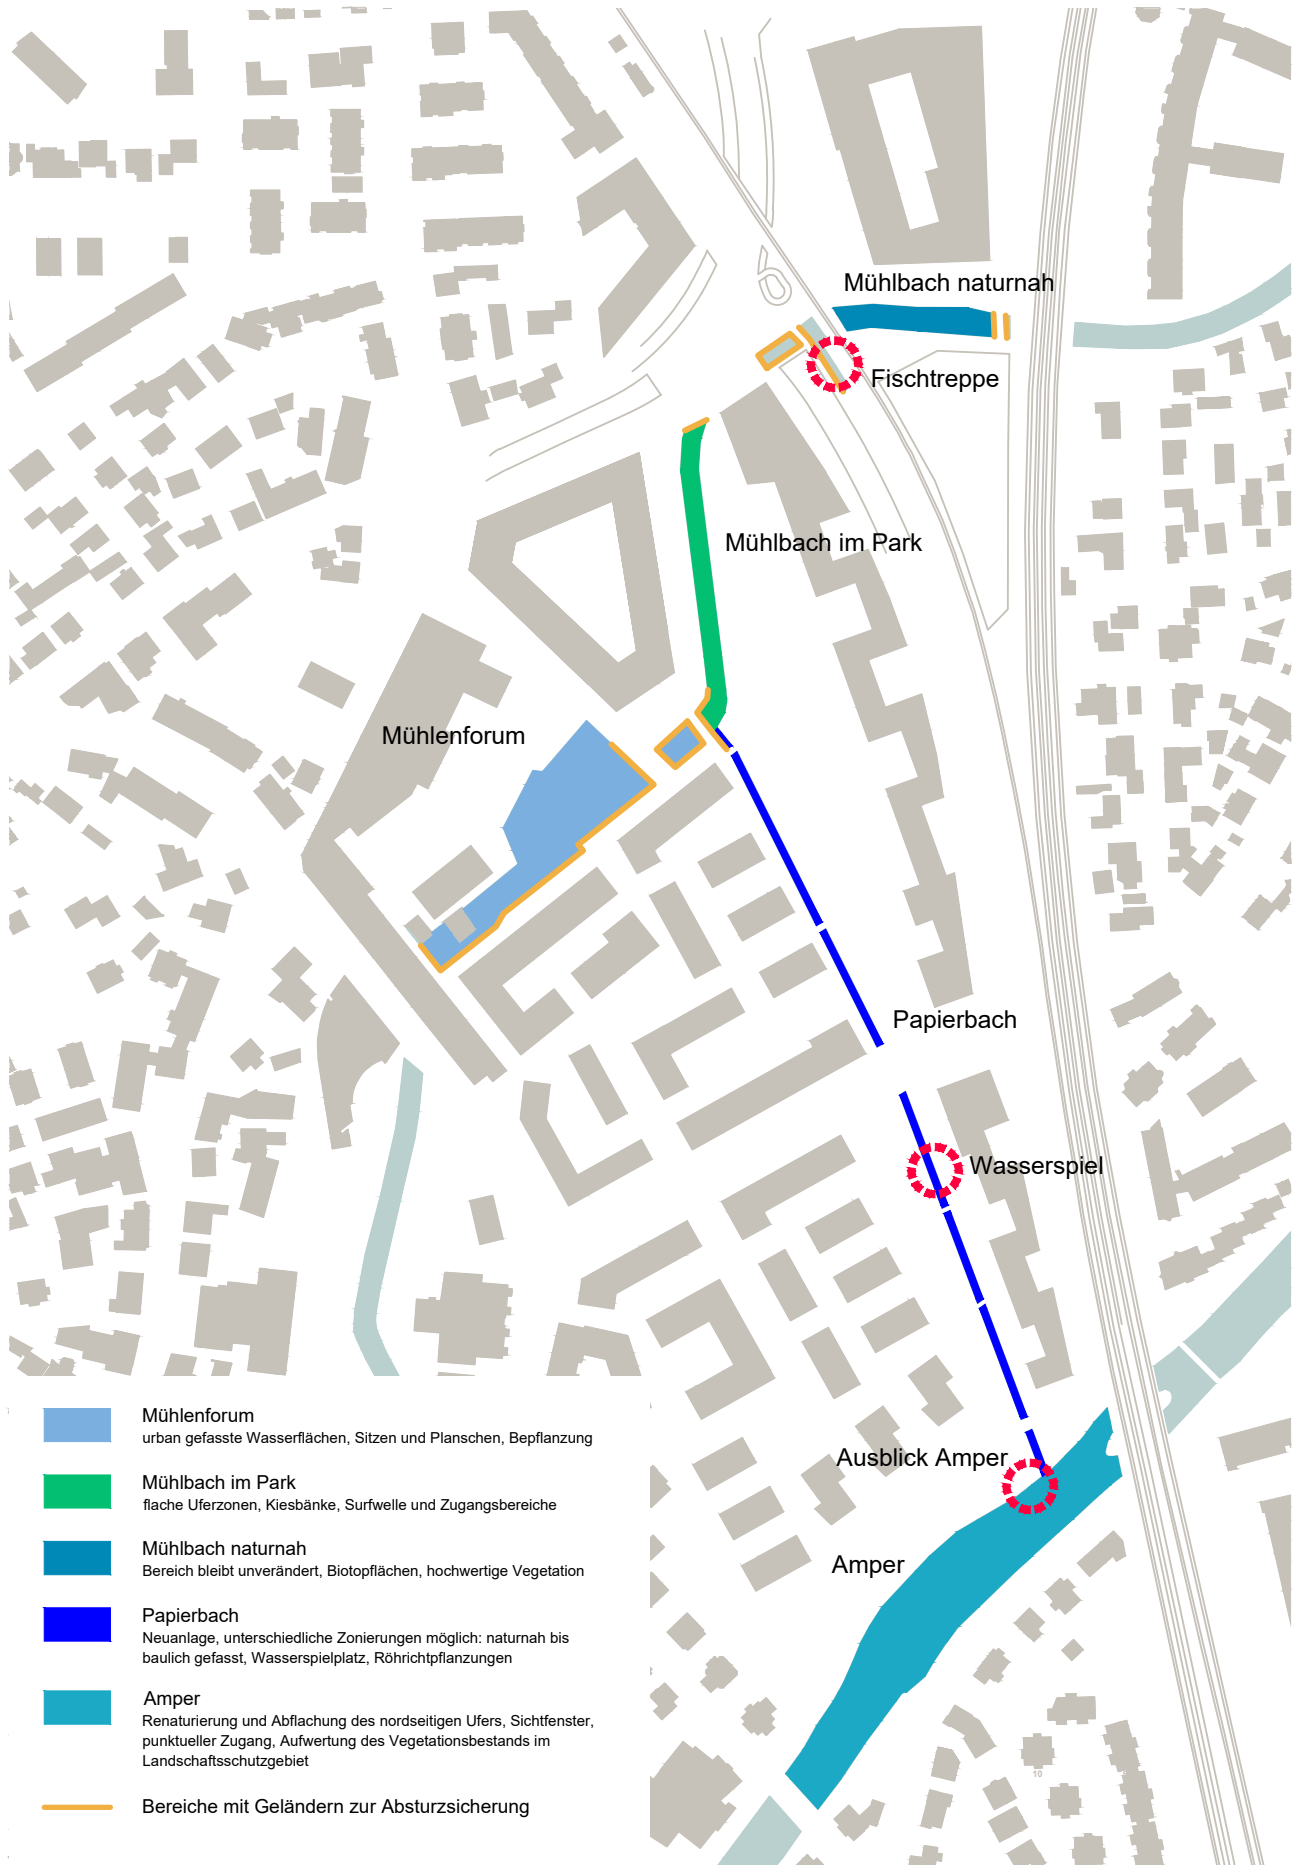 Mühlbach naturnah
Fischtreppe
Mühlbach im Park
Mühlenforum
Papierbach
Wasserspiel
Ausblick Amper
Amper
Mühlenforum
urban gefasste Wasserflächen, Sitzen und Planschen, Bepflanzung
Mühlbach im Park
flache Uferzonen, Kiesbänke, Surfwelle und Zugangsbereiche
Mühlbach naturnah
Bereich bleibt unverändert, Biotopflächen, hochwertige Vegetation
Papierbach
Neuanlage, unterschiedliche Zonierungen möglich: naturnah bis
baulich gefasst, Wasserspielplatz, Röhrichtpflanzungen
Amper
Renaturierung und Abflachung des nordseitigen Ufers, Sichtfenster,
punktueller Zugang, Aufwertung des Vegetationsbestands im
Landschaftsschutzgebiet
10
Bereiche mit Geländern zur Absturzsicherung